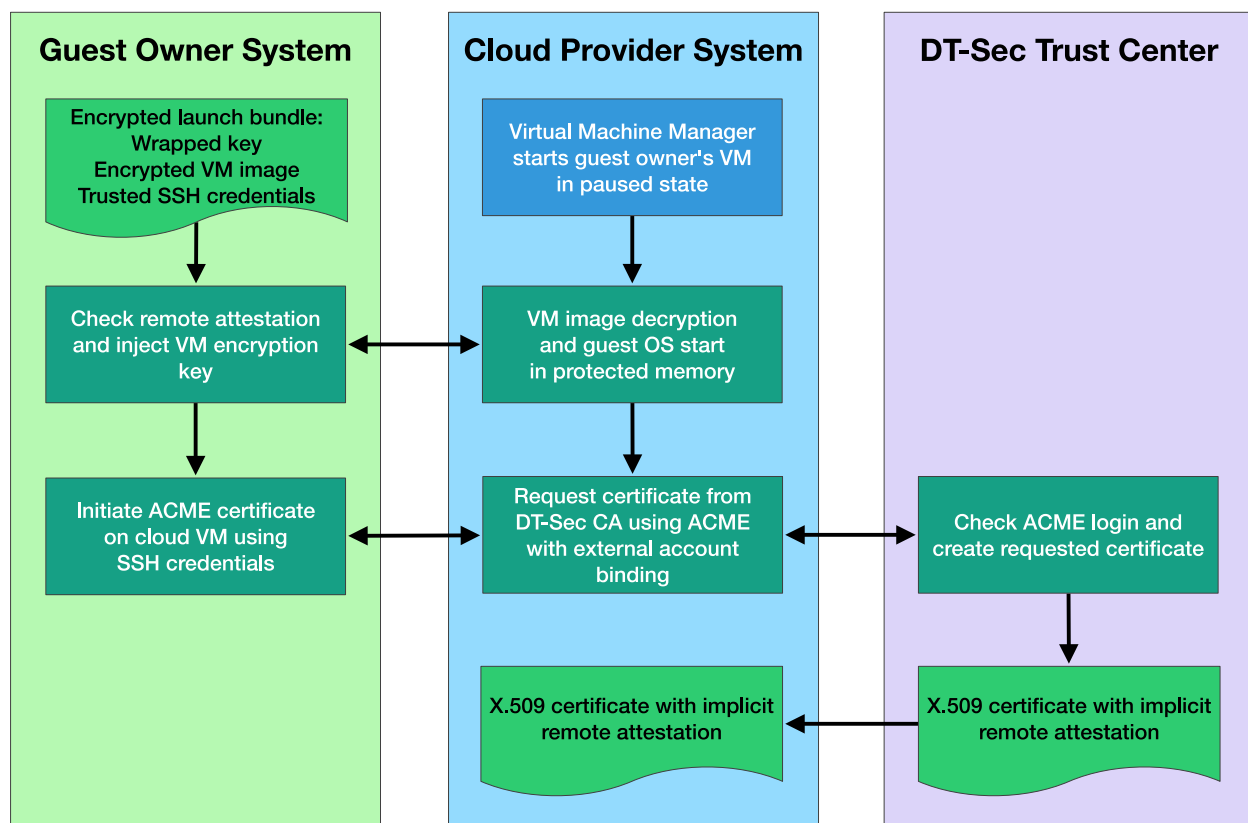 Guest Owner System
Encrypted launch bundle:
Wrapped key
Encrypted VM image
Trusted SSH credentials
Check remote attestation
and inject VM encryption
key
Initiate ACME certificate
on cloud VM using
SSH credentials
Cloud Provider System
Virtual Machine Manager
starts guest owner's VM
in paused state
VM image decryption
and guest OS start
in protected memory
Request certificate from
DT-Sec CA using ACME
with external account
binding
X.509 certificate with implicit
remote attestation
DT-Sec Trust Center
Check ACME login and
create requested certificate
X.509 certificate with implicit
remote attestation